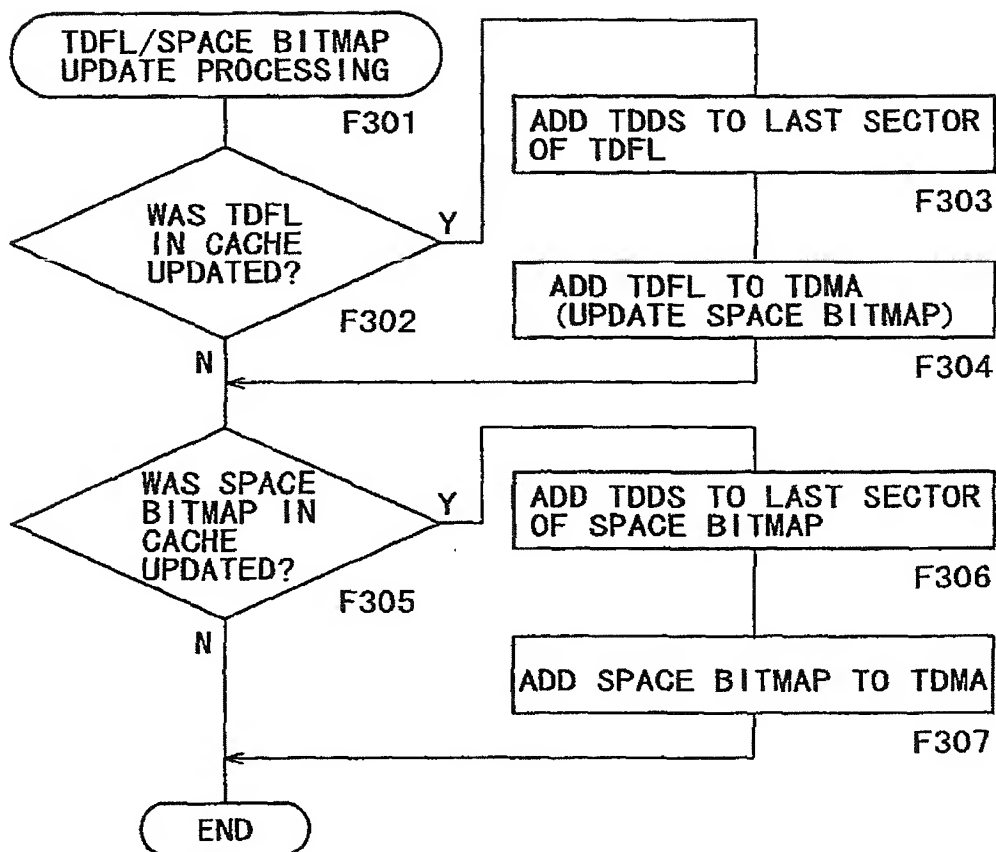 TDFL/SPACE BITMAP
UPDATE PROCESSING
F301
WAS TDFL
IN CACHE
UPDATED?
Y
F302
N
ADD TDDS TO LAST SECTOR
OF TDFL
F303
ADD TDFL TO TDMA
(UPDATE SPACE BITMAP)
F304
WAS SPACE
BITMAP IN
CACHE
UPDATED?
Y
F305
N
ADD TDDS TO LAST SECTOR
OF SPACE BITMAP
F306
ADD SPACE BITMAP TO TDMA
F307
END